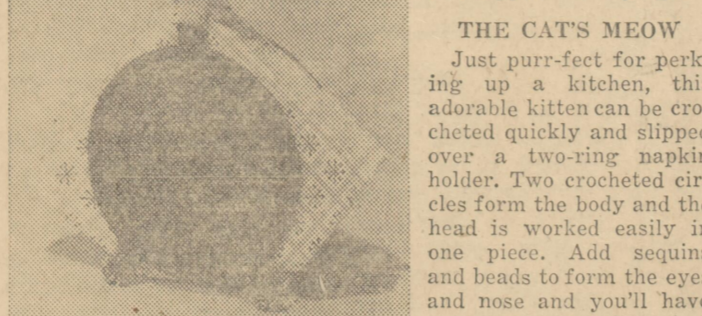 THE CAT'S MEOW
Just purr-fect for perk-
ing up a kitchen, thi
adorable kitten can be cro
cheted quickly and slipped
over a two-ring napkin
holder. Two crocheted cir
cles form the body and the
head is worked easily in
one piece. Add sequins
and beads to form the eye
and nose and you'll have